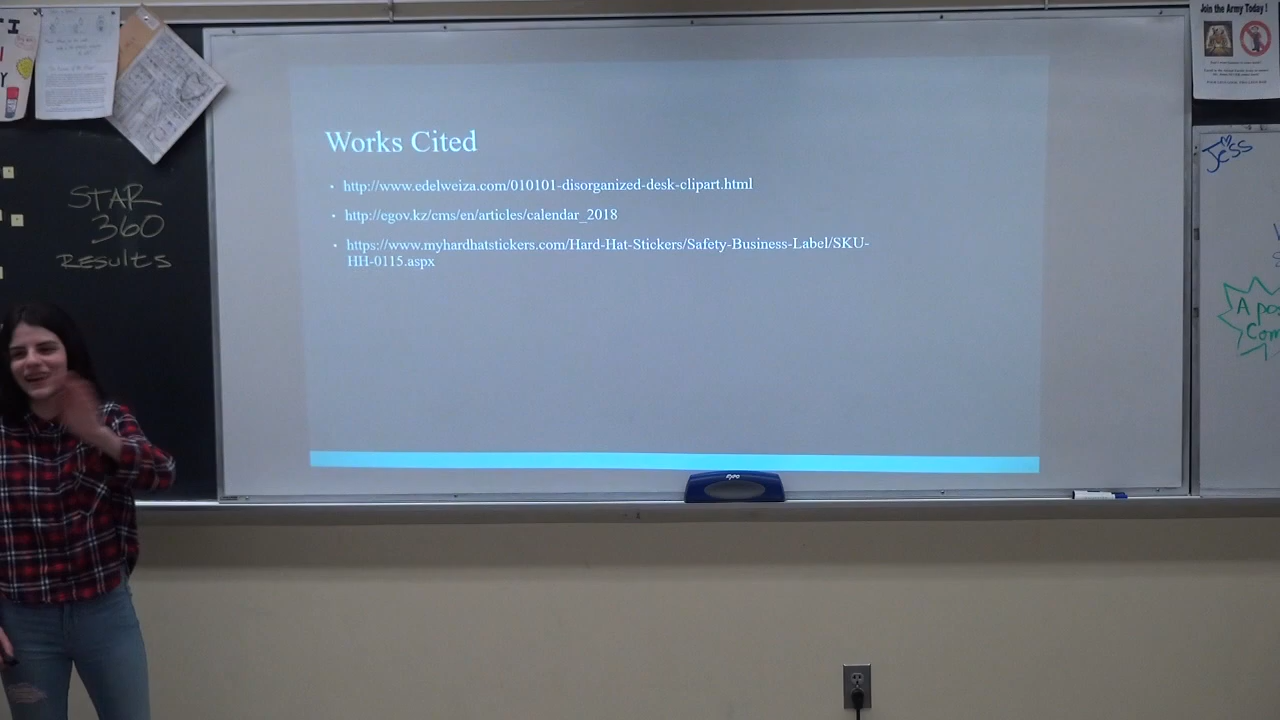 Join the Army Today !
Jess
STAR
360
RESULTS
Works Cited
• http://www.edelweiza.com/010101-disorganized-desk-clipart.html
• http://egov.kz/cms/en/articles/calendar_2018
• https://www.myhardhatstickers.com/Hard-Hat-Stickers/Safety-Business-Label/SKU-
HH-0115.aspx
EXPO